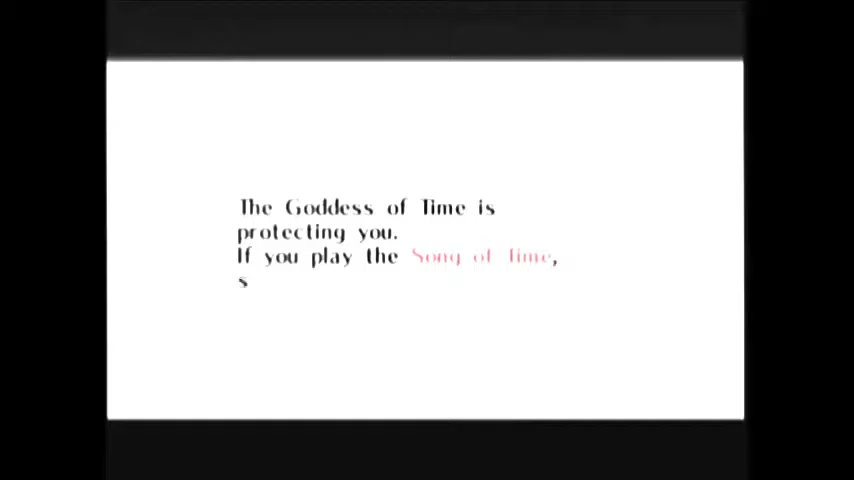 The Goddess of Time is
protecting you.
If you play the Song of Time,
s